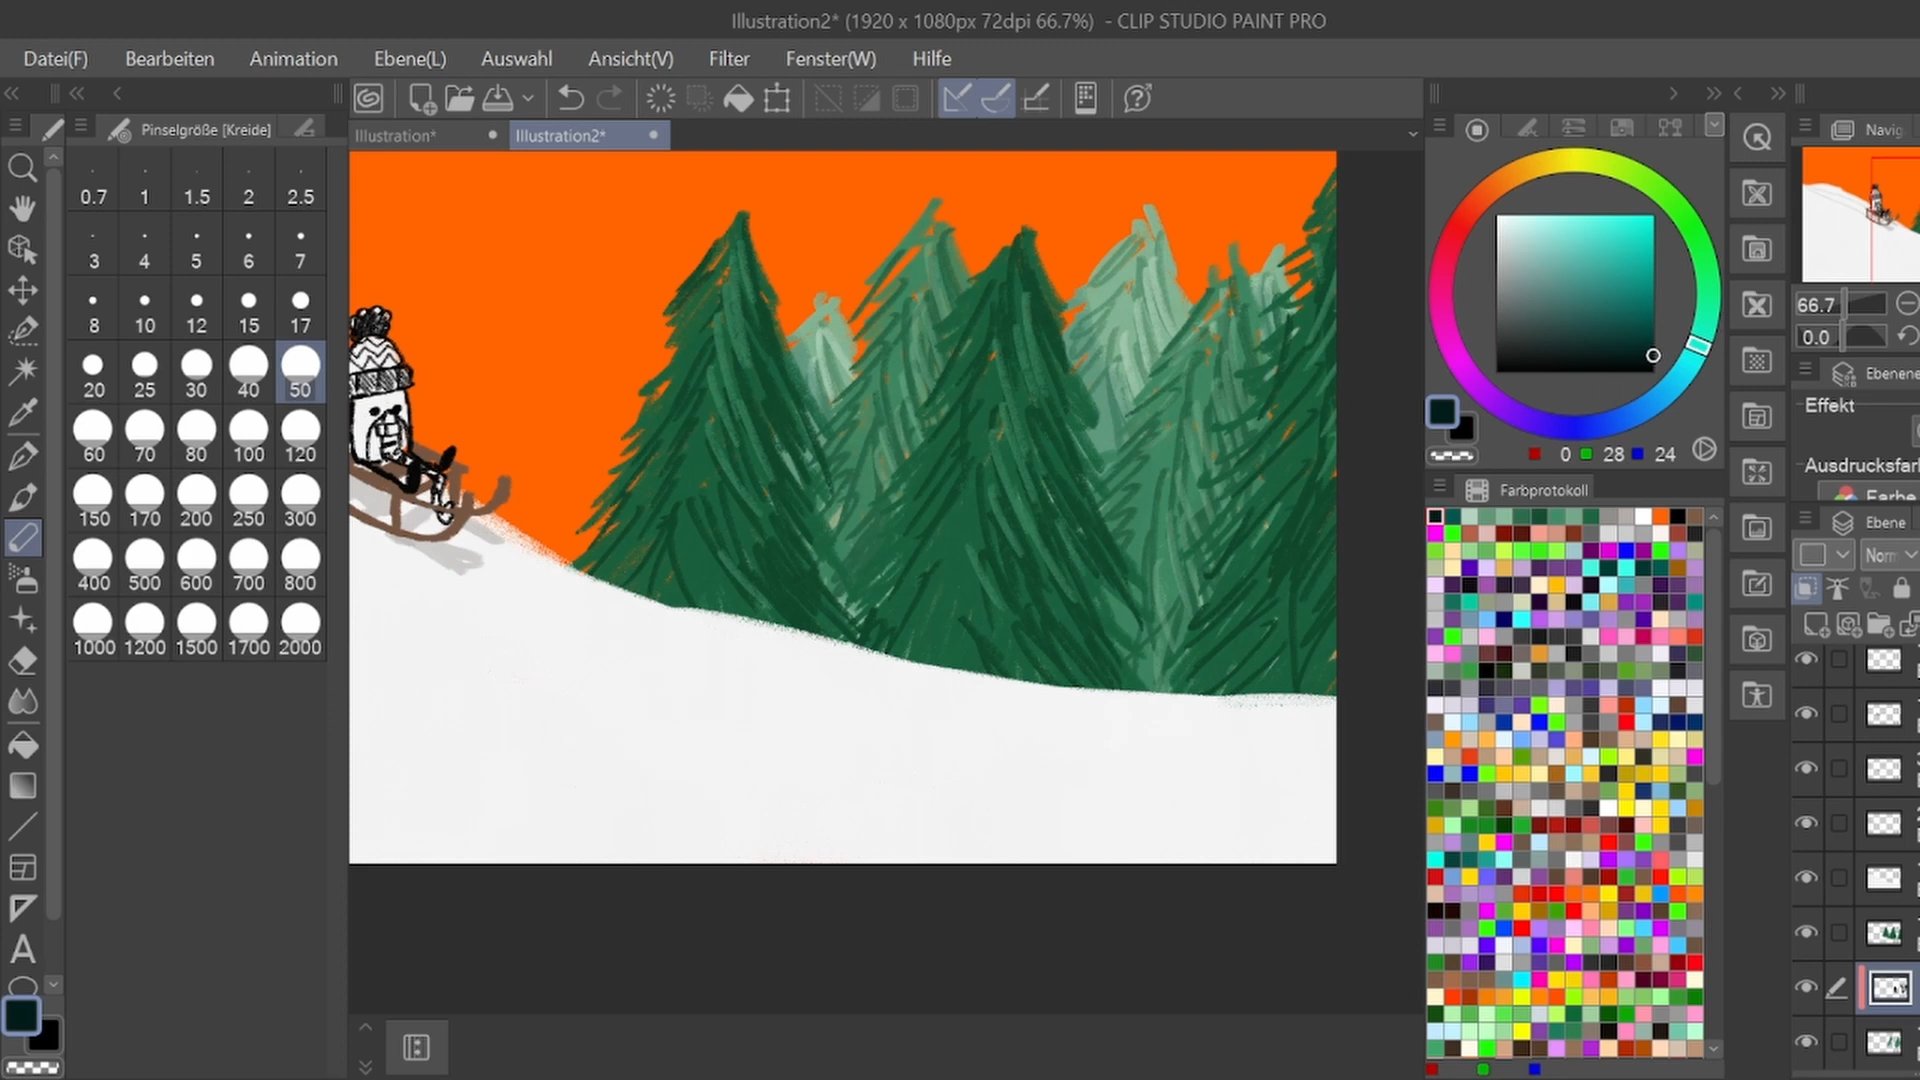 Illustration2* (1920 x 1080px 72dpi 66.7%) - CLIP STUDIO PAINT PRO
Datei(F) Bearbeiten Animation Ebene(L) Auswahl Ansicht(V) Filter Fenster(W) Hilfe
Pinselgröße [Kreide]
Illustration* Illustration2*
Navig
0.7 1 1.5 2 2.5
3 4 5 6 7
8 10 12 15 17
20 25 30 40 50
60 70 80 100 120
150 170 200 250 300
400 500 600 700 800
1000 1200 1500 1700 2000
A
0 28 24
Farbprotokoll
66.7
0.0
Ebenene
Effekt
Ausdrucksfarl
Farbe
Ebene
Norn